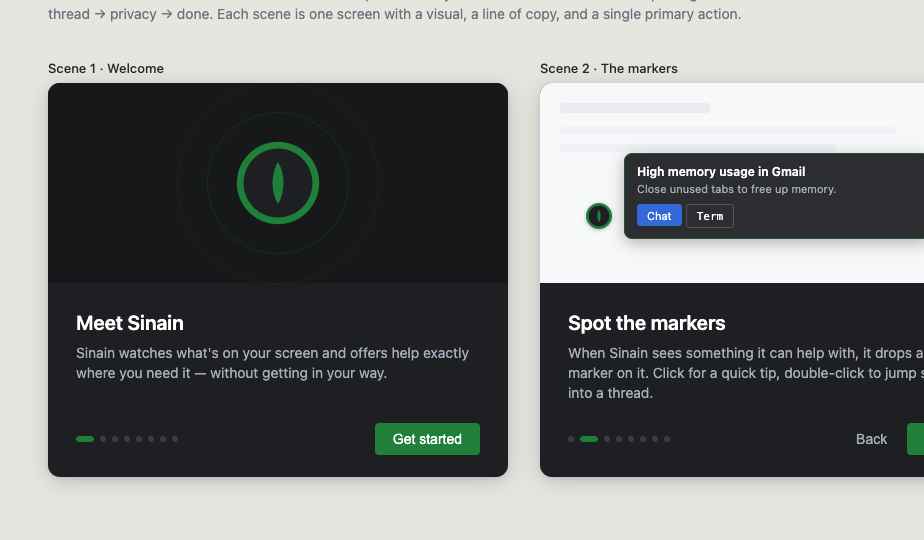 thread → privacy → done. Each scene is one screen with a visual, a line of copy, and a single primary action.
Scene 1 · Welcome
Meet Sinain
Sinain watches what's on your screen and offers help exactly
where you need it — without getting in your way.
Get started
Scene 2 · The markers
High memory usage in Gmail
Close unused tabs to free up memory.
Chat
Term
Spot the markers
When Sinain sees something it can help with, it drops a
marker on it. Click for a quick tip, double-click to jump
into a thread.
Back